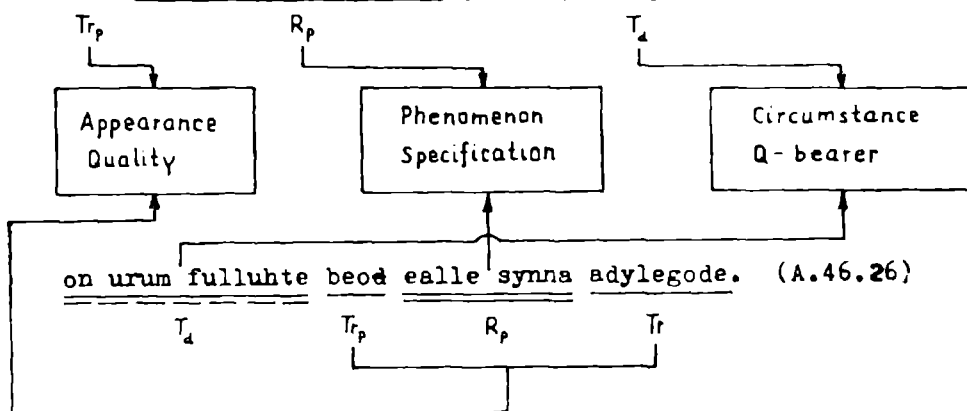 Tr_p R_p T_d
Appearance Phenomenon Circumstance
Quality Specification Q-bearer
on urum fulluhte beod ealle synna adylegode. (A.46.26)
T_d Tr_p R_p Tr